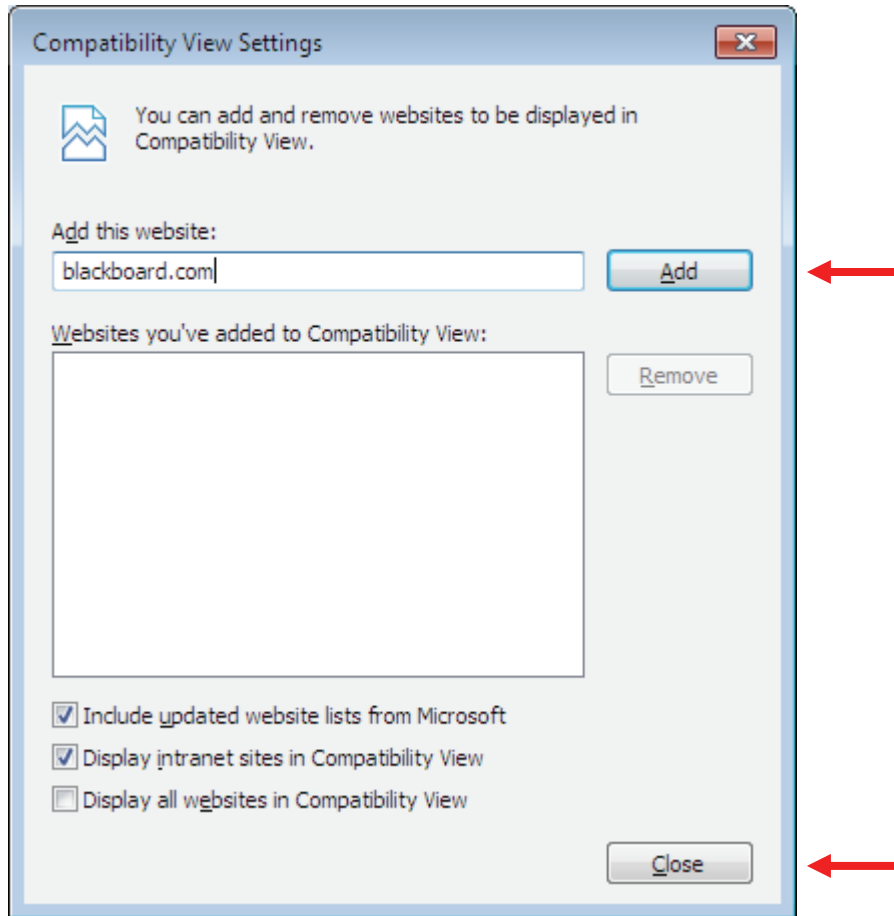 Compatibility View Settings
You can add and remove websites to be displayed in
Compatibility View.
Add this website:
blackboard.com
Add
Websites you've added to Compatibility View:
Remove
Include updated website lists from Microsoft
Display intranet sites in Compatibility View
Display all websites in Compatibility View
Close